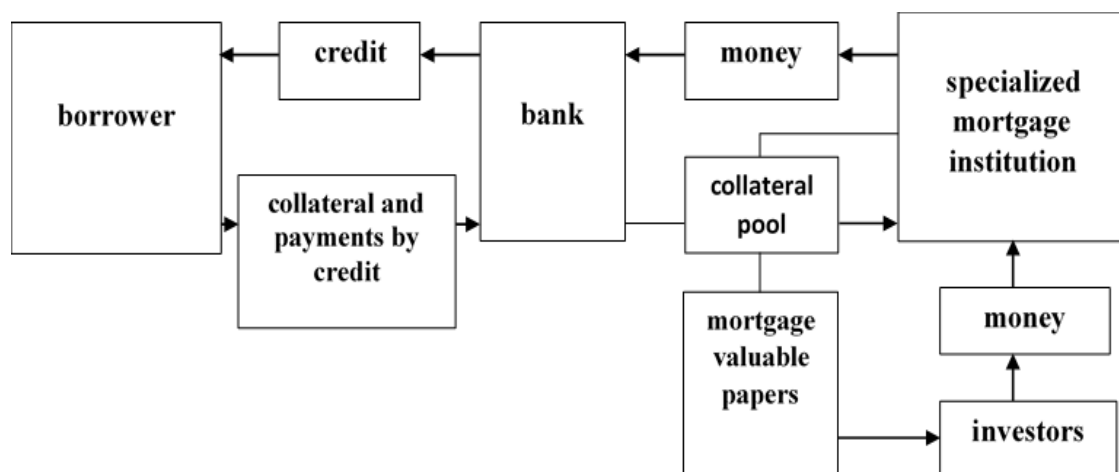 borrower
credit
bank
money
specialized
mortgage
institution
collateral and
payments by
credit
collateral
pool
mortgage
valuable
papers
money
investors